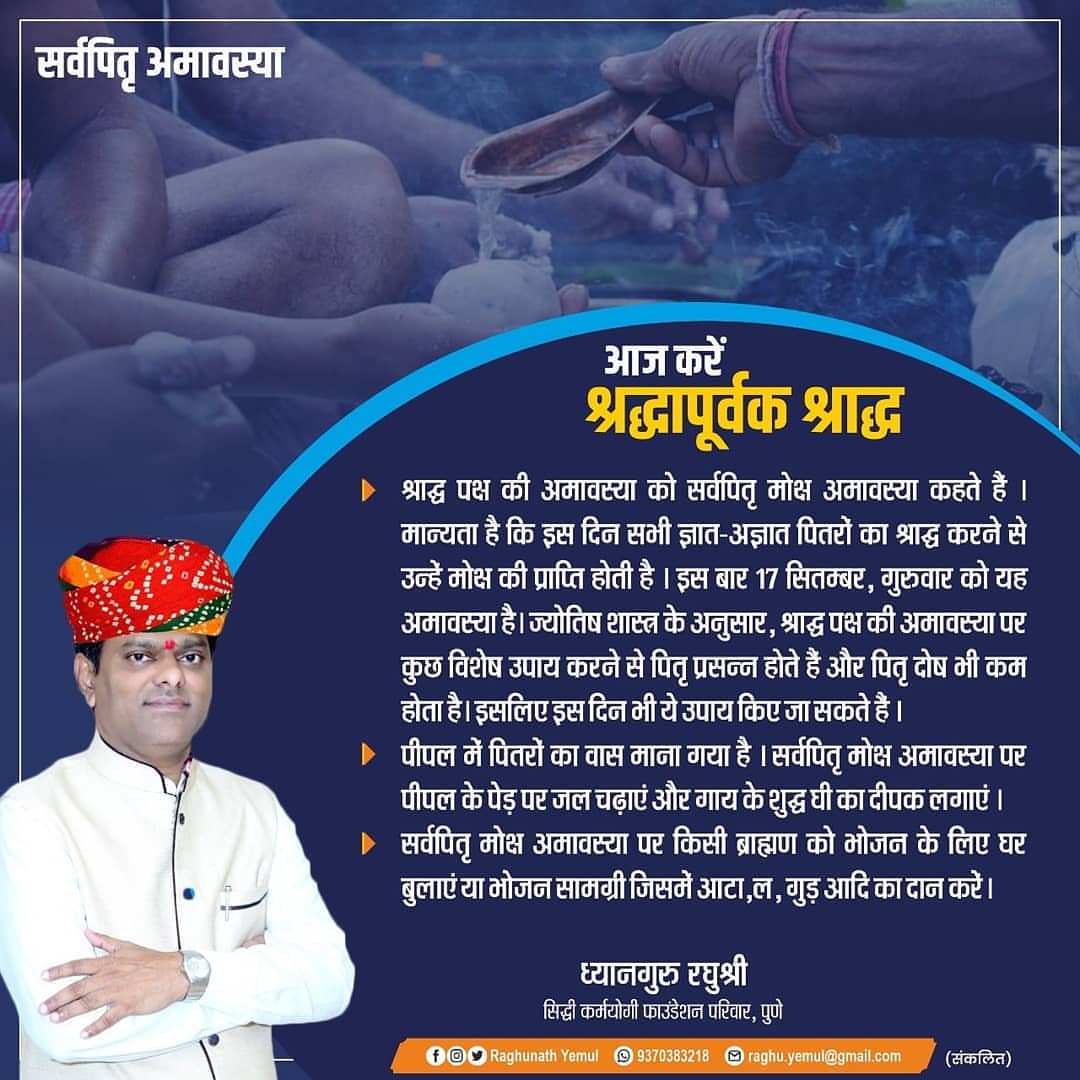 सर्वपितृ अमावस्या
आज करें
श्रद्धापूर्वक श्राद्ध
श्राद्ध पक्ष की अमावस्या को सर्वपितृ मोक्ष अमावस्या कहते हैं ।
मान्यता है कि इस दिन सभी ज्ञात-अज्ञात पितरों का श्राद्ध करने से
उन्हें मोक्ष की प्राप्ति होती है । इस बार 17 सितम्बर, गुरुवार को यह
अमावस्या है। ज्योतिष शास्त्र के अनुसार, श्राद्ध पक्ष की अमावस्या पर
कुछ विशेष उपाय करने से पितृ प्रसन्न होते हैं और पितृ दोष भी कम
होता है। इसलिए इस दिन भी ये उपाय किए जा सकते हैं ।
पीपल में पितरों का वास माना गया है । सर्वपितृ मोक्ष अमावस्या पर
पीपल के पेड़ पर जल चढ़ाएं और गाय के शुद्ध घी का दीपक लगाएं ।
सर्वपितृ मोक्ष अमावस्या पर किसी ब्राह्मण को भोजन के लिए घर
बुलाएं या भोजन सामग्री जिसमें आटा,ल, गुड़ आदि का दान करें।
ध्यानगुरु रघुश्री
सिद्धी कर्मयोगी फाउंडेशन परिवार, पुणे
Raghunath Yemul 9370383218 raghu.yemul@gmail.com
(संकलित)